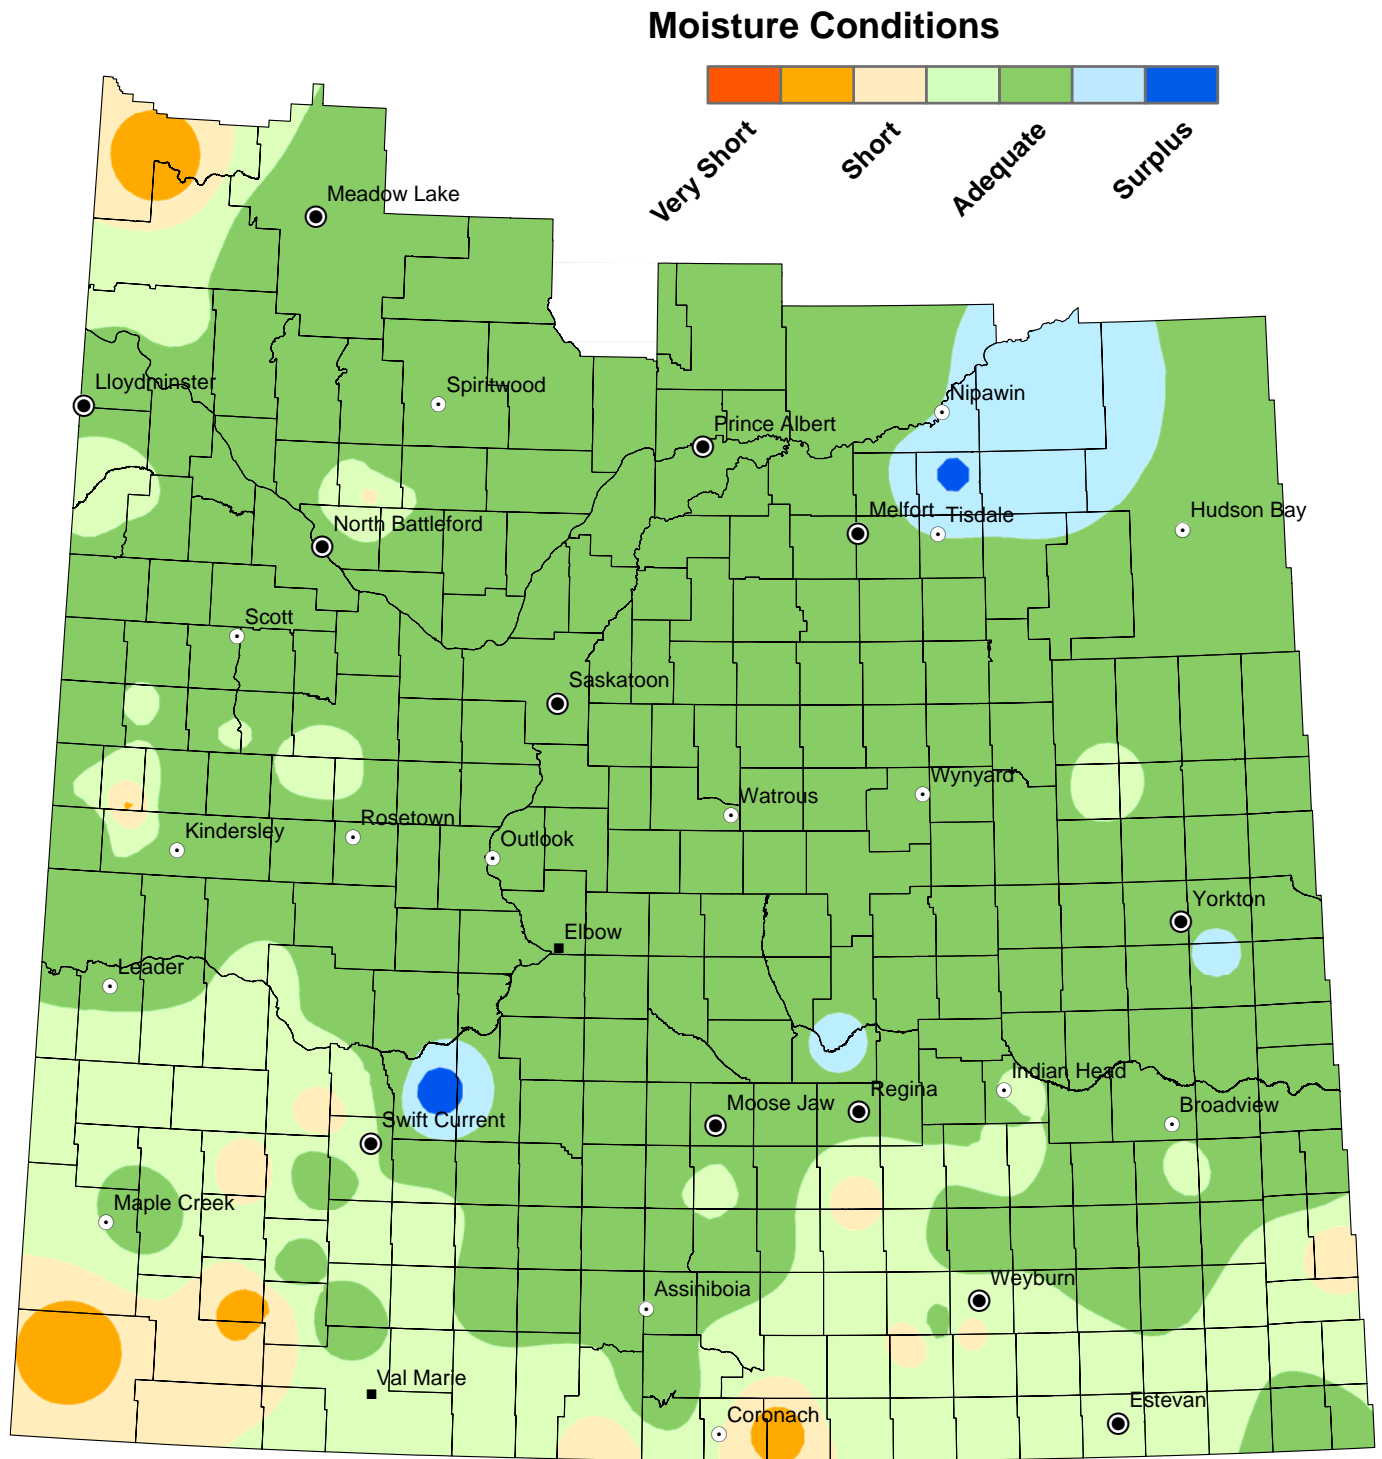 Moisture Conditions
Very Short
Short
Adequate
Surplus
Meadow Lake
Lloydminster
Spiritwood
Nipawin
Prince Albert
North Battleford
Melfort
Tisdale
Hudson Bay
Scott
Saskatoon
Wynyard
Watrous
Kindersley
Rosetown
Outlook
Yorkton
Elbow
Leader
Indian Head
Regina
Moose Jaw
Broadview
Swift Current
Maple Creek
Weyburn
Assiniboia
Val Marie
Estevan
Coronach